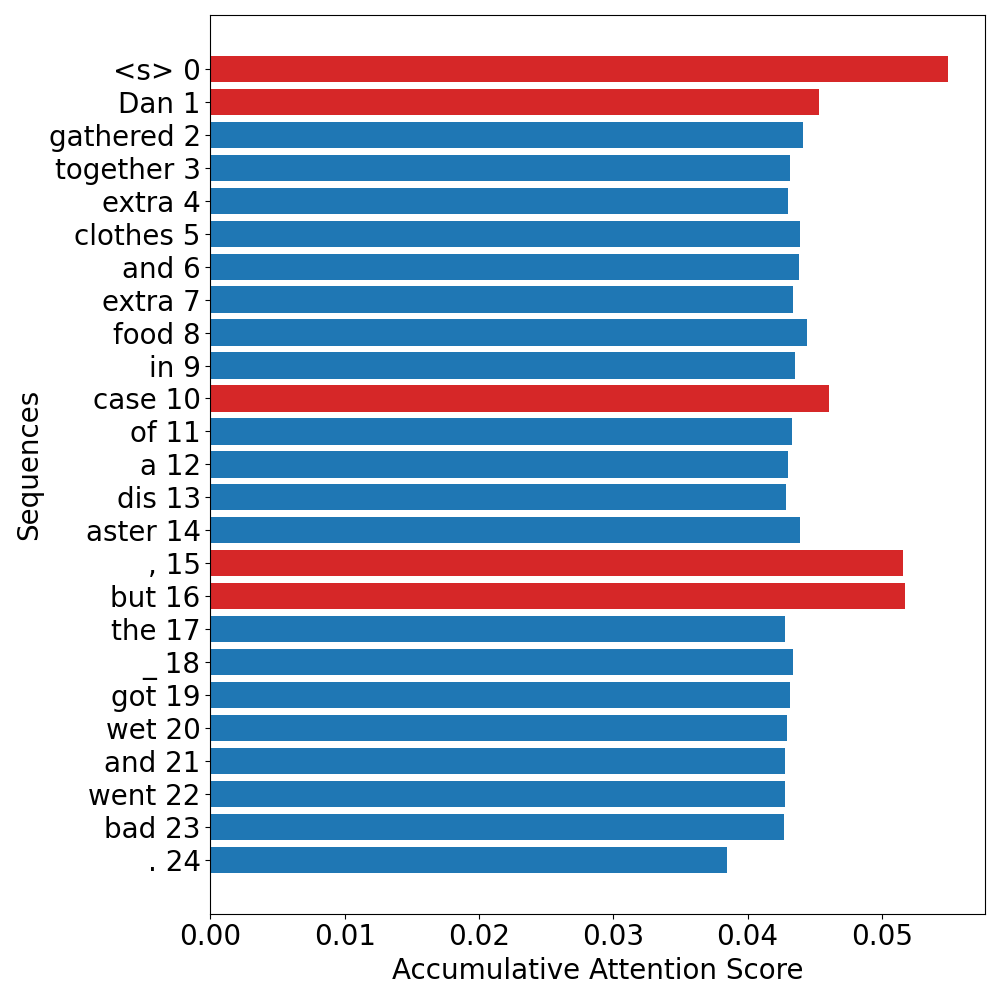 <s> 0
Dan 1
gathered 2
together 3
extra 4
clothes 5
and 6
extra 7
food 8
in 9
case 10
of 11
a 12
dis 13
aster 14
, 15
but 16
the 17
_ 18
got 19
wet 20
and 21
went 22
bad 23
. 24
Sequences
0.00 0.01 0.02 0.03 0.04 0.05
Accumulative Attention Score